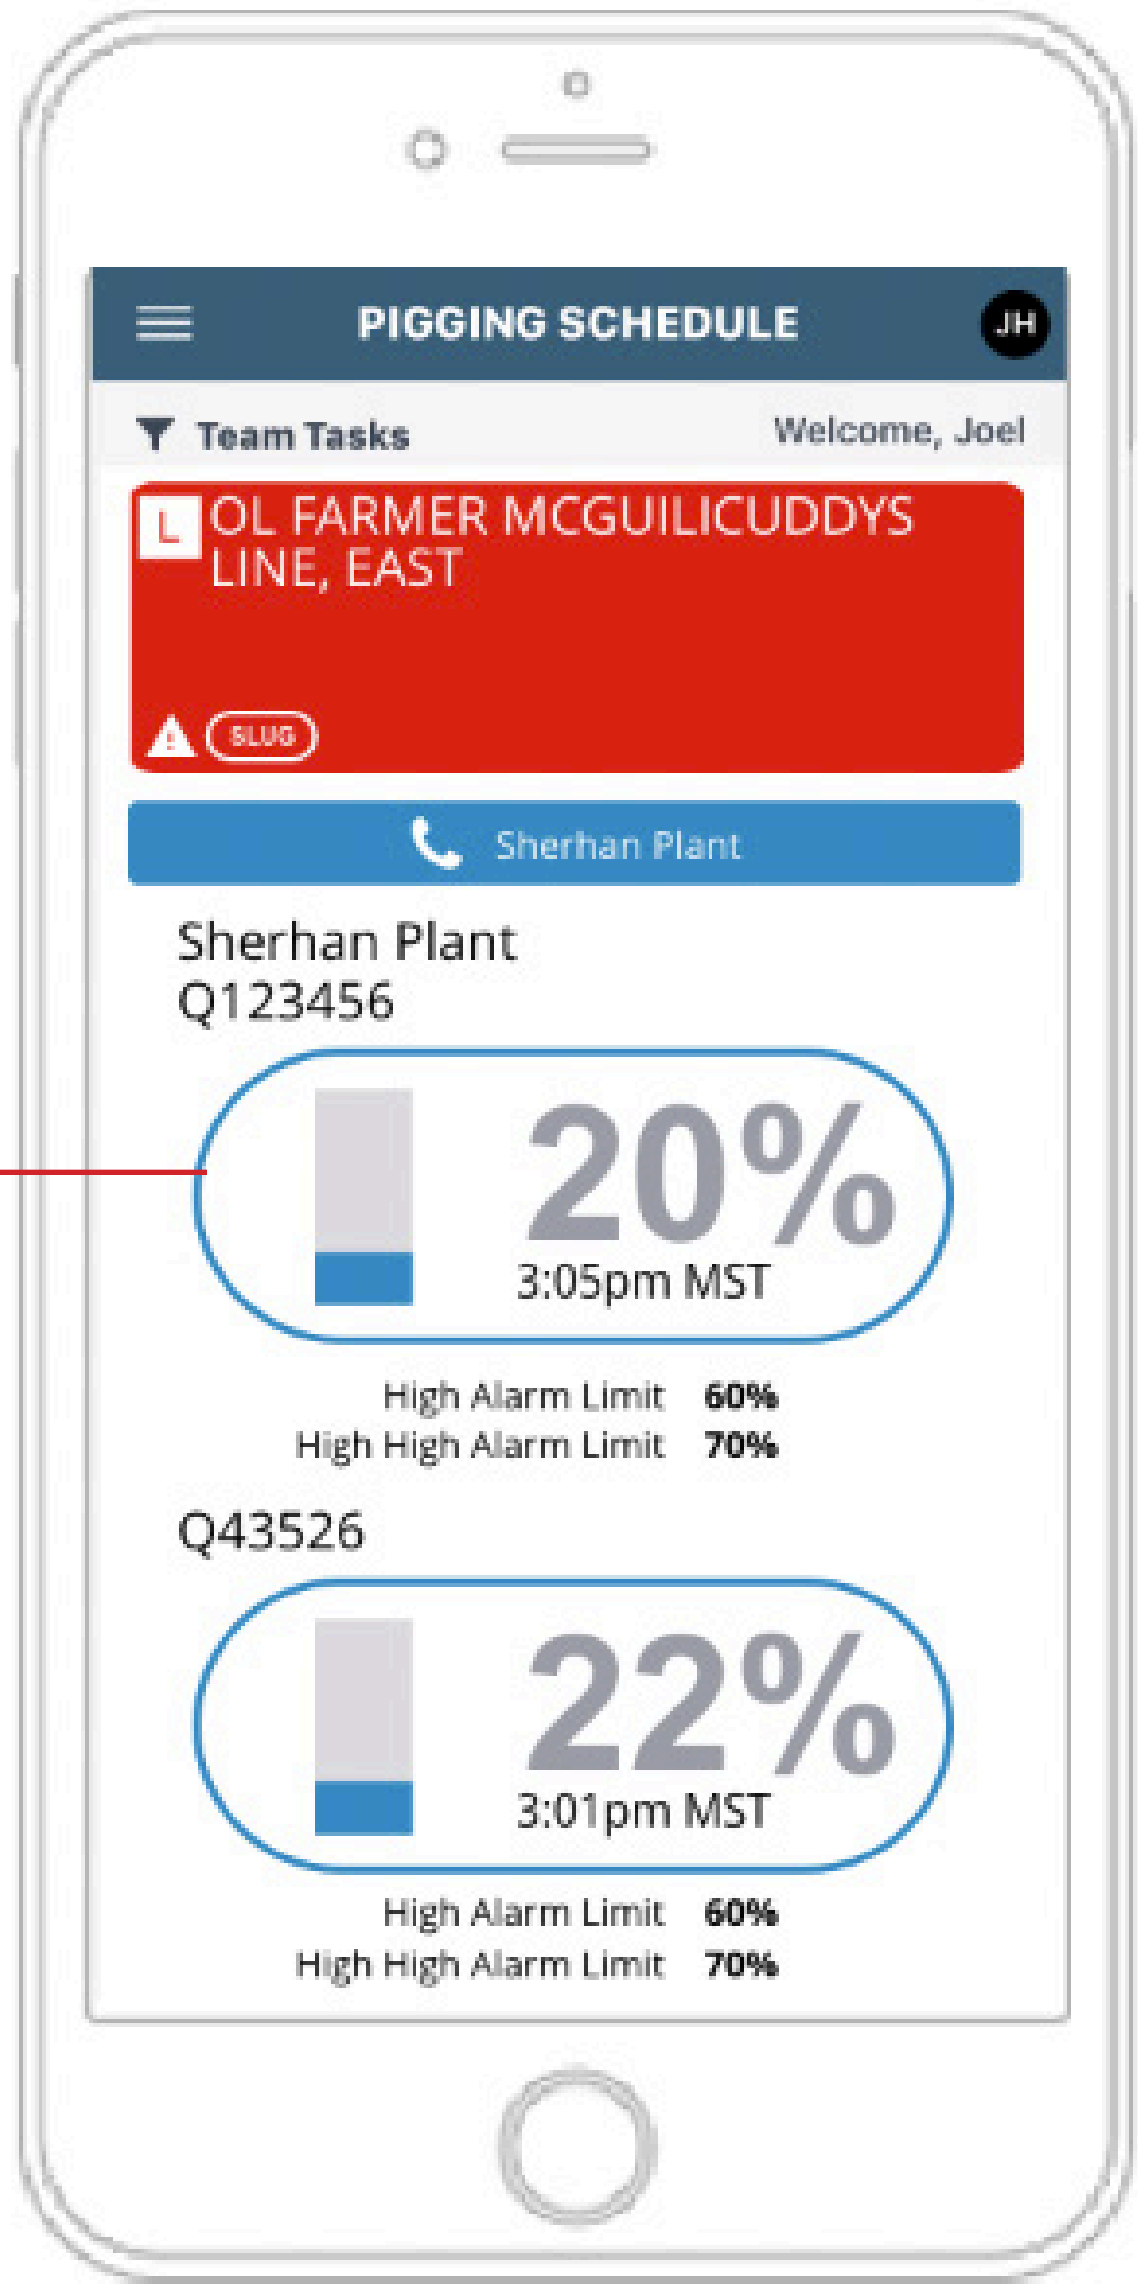 PIGGING SCHEDULE
JH
Team Tasks
Welcome, Joel
L
OL FARMER MCGUILICUDDYS
LINE, EAST
SLUG
Sherhan Plant
Sherhan Plant
Q123456
20%
3:05pm MST
High Alarm Limit 60%
High High Alarm Limit 70%
Q43526
22%
3:01pm MST
High Alarm Limit 60%
High High Alarm Limit 70%